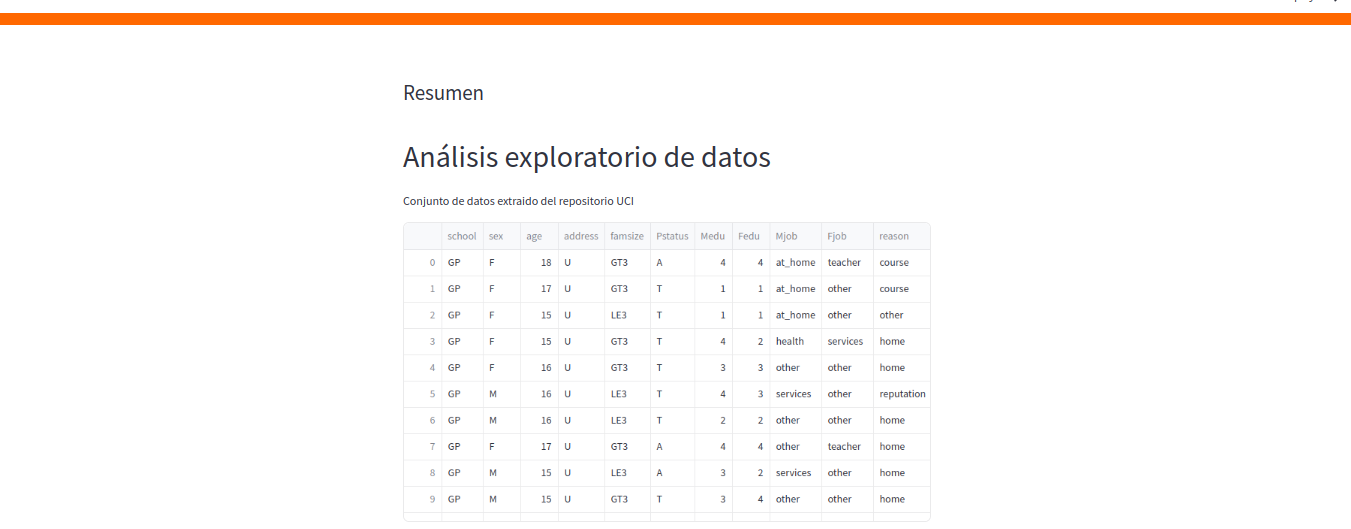 Resumen
Análisis exploratorio de datos
Conjunto de datos extraido del repositorio UCI
school sex age address famsize Pstatus Medu Fedu Mjob Fjob reason
0 GP F 18 U GT3 A 4 4 at_home teacher course
1 GP F 17 U GT3 T 1 1 at_home other course
2 GP F 15 U LE3 T 1 1 at_home other other
3 GP F 15 U GT3 T 4 2 health services home
4 GP F 16 U GT3 T 3 3 other other home
5 GP M 16 U LE3 T 4 3 services other reputation
6 GP M 16 U LE3 T 2 2 other other home
7 GP F 17 U GT3 A 4 4 other teacher home
8 GP M 15 U LE3 A 3 2 services other home
9 GP M 15 U GT3 T 3 4 other other home